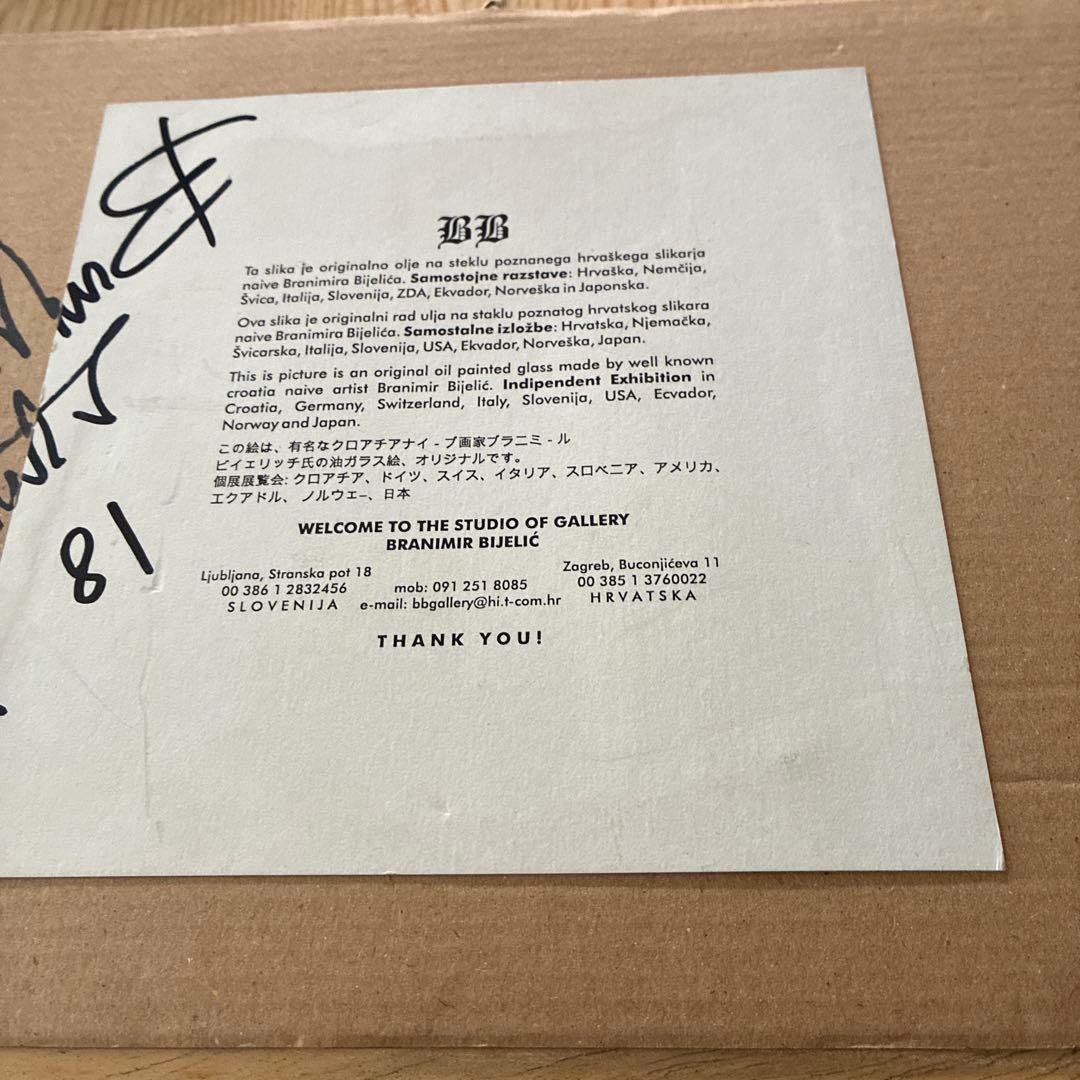 BB
Ta slika je originalno olje na steklu poznanega hrvaškega slikarja
naive Branimira Bijelića. Samostojne razstave: Hrvaška, Nemčija,
Švica, Italija, Slovenija, ZDA, Ekvador, Norveška in Japonska.
Ova slika je originalni rad ulja na staklu poznatog hrvatskog slikara
naive Branimira Bijelića. Samostalne izložbe: Hrvatska, Njemačka,
Švicarska, Italija, Slovenija, USA, Ekvador, Norveška, Japan.
This is picture is an original oil painted glass made by well known
croatia naive artist Branimir Bijelić. Indipendent Exhibition in
Croatia, Germany, Switzerland, Italy, Slovenija, USA, Ecvador,
Norway and Japan.
この絵は、有名なクロアチアナイ - ブ画家ブラニミ - ル
ビイェリッチ氏の油ガラス絵、オリジナルです。
個展展覧会: クロアチア、ドイツ、スイス、イタリア、スロベニア、アメリカ、
エクアドル、ノルウェ–、日本
WELCOME TO THE STUDIO OF GALLERY
BRANIMIR BIJELIĆ
Ljubljana, Stranska pot 18
00 386 1 2832456
SLOVENIJA
mob: 091 251 8085
e-mail: bbgallery@hi.t-com.hr
Zagreb, Buconjićeva 11
00 385 1 3760022
HRVATSKA
THANK YOU!